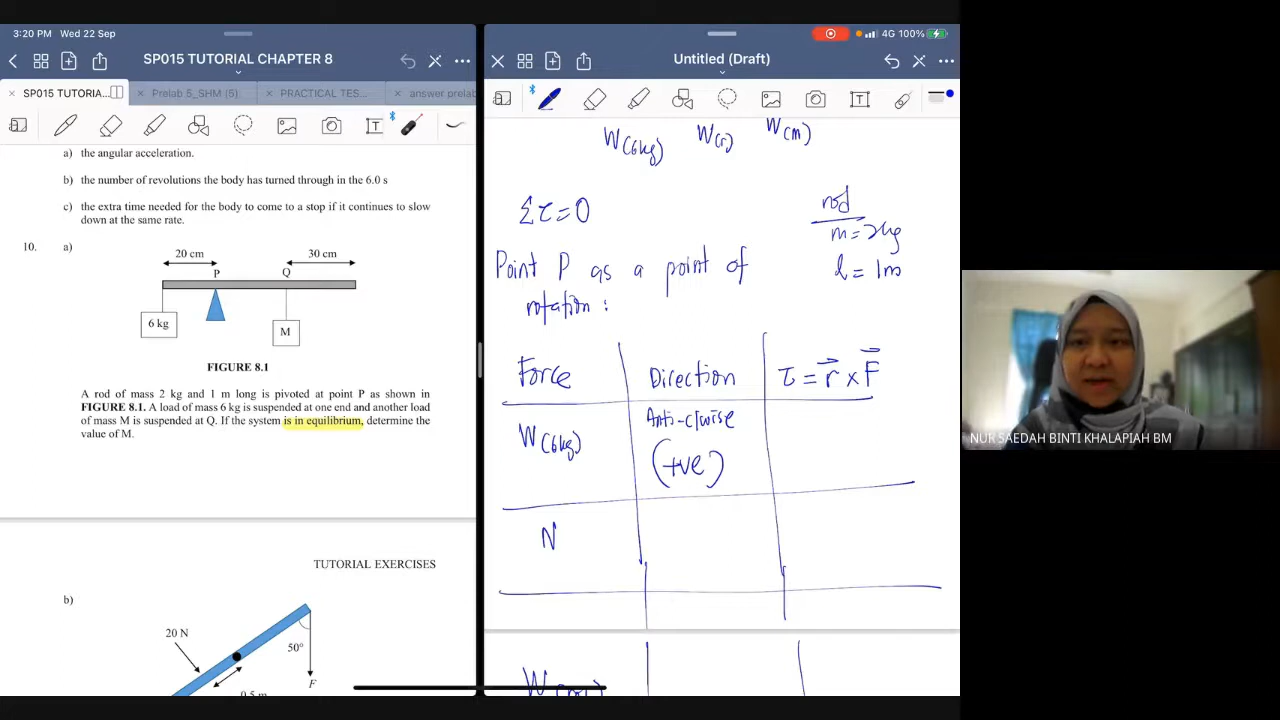 3:20 PM Wed 22 Sep
SP015 TUTORIAL CHAPTER 8
SP015 TUTORIA...
Prelab 5_SHM (5)
PRACTICAL TES...
answer prelab
T
a) the angular acceleration.
b) the number of revolutions the body has turned through in the 6.0 s
c) the extra time needed for the body to come to a stop if it continues to slow
down at the same rate.
10. a)
20 cm
30 cm
P
Q
6 kg
M
FIGURE 8.1
A rod of mass 2 kg and 1 m long is pivoted at point P as shown in
FIGURE 8.1. A load of mass 6 kg is suspended at one end and another load
of mass M is suspended at Q. If the system is in equilibrium, determine the
value of M.
TUTORIAL EXERCISES
b)
20 N
50°
F
0.5 m
4G 100%
Untitled (Draft)
T
W(6kg) W(r) W(m)
Στ=0
rod
m=2kg
l = 1m
Point P as a point of
rotation :
Force
Direction
τ = r⃗ × F⃗
W(6kg)
Anti-c/wise
(+ve)
N
NUR SAEDAH BINTI KHALAPIAH BM